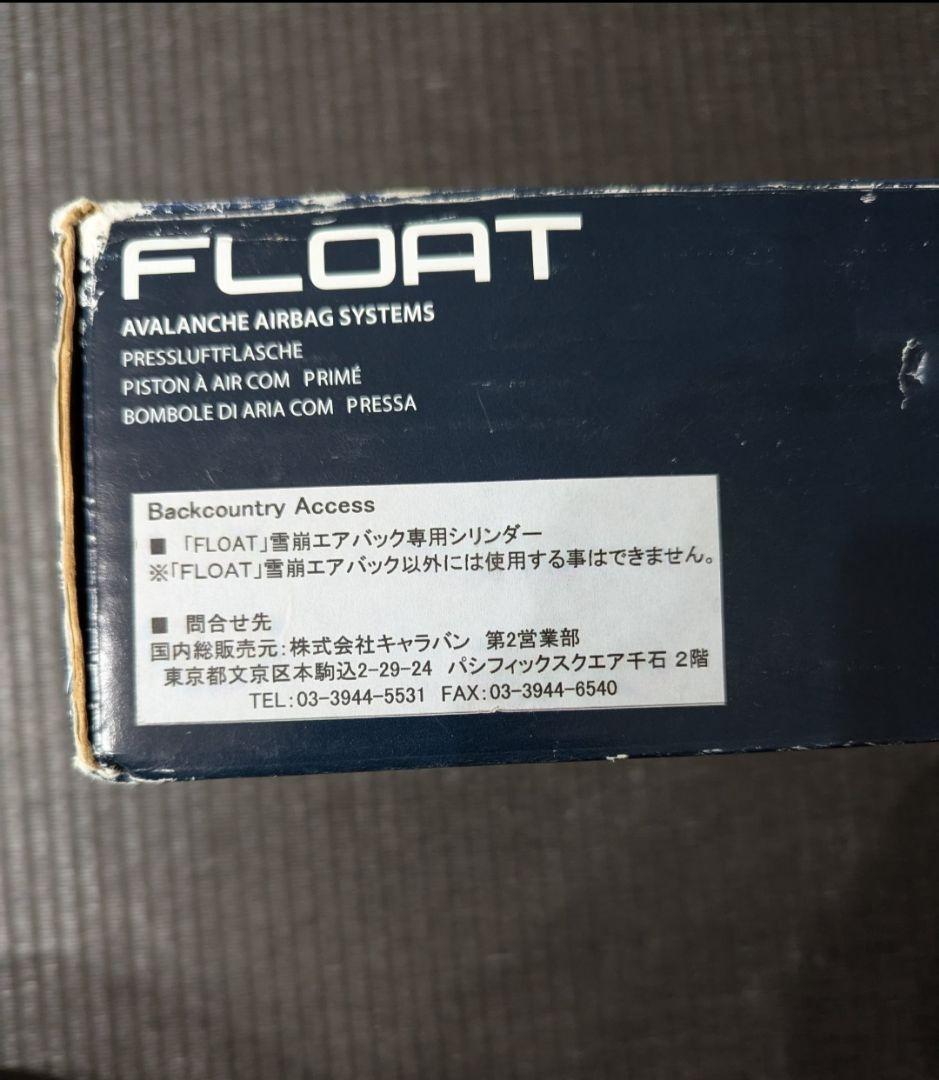 FLOAT
AVALANCHE AIRBAG SYSTEMS
PRESSLUFTFLASCHE
PISTON À AIR COM PRIMÉ
BOMBOLE DI ARIA COM PRESSA
Backcountry Access
■ 「FLOAT」雪崩エアバック専用シリンダー
※「FLOAT」雪崩エアバック以外には使用する事はできません。
■ 問合せ先
国内総販売元:株式会社キャラバン 第2営業部
東京都文京区本駒込2-29-24 パシフィックスクエア千石 2階
TEL:03-3944-5531 FAX:03-3944-6540